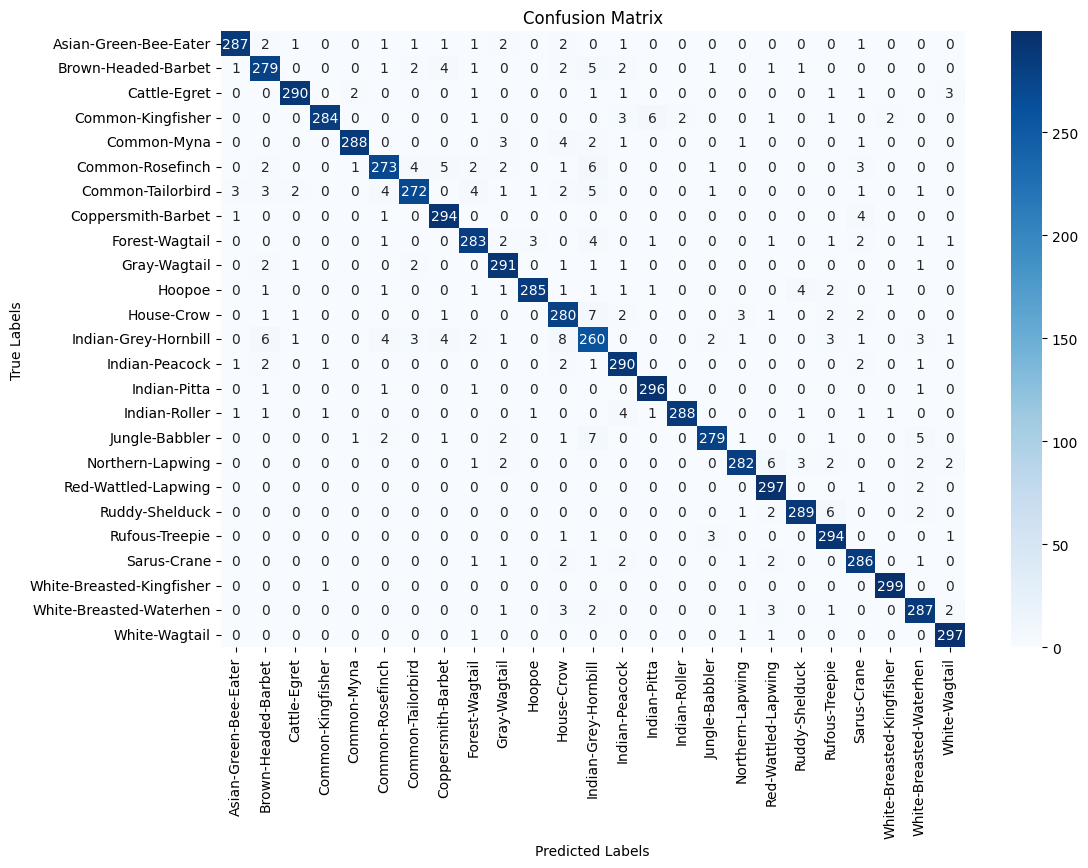 Confusion Matrix
Asian-Green-Bee-Eater 287 2 1 0 0 1 1 1 1 2 0 2 0 1 0 0 0 0 0 0 0 1 0 0 0
Brown-Headed-Barbet 1 279 0 0 0 1 2 4 1 0 0 2 5 2 0 0 1 0 1 1 0 0 0 0 0
Cattle-Egret 0 0 290 0 2 0 0 0 1 0 0 0 1 1 0 0 0 0 0 0 1 1 0 0 3
Common-Kingfisher 0 0 0 284 0 0 0 0 1 0 0 0 0 3 6 2 0 0 1 0 1 0 2 0 0
Common-Myna 0 0 0 0 288 0 0 0 0 3 0 4 2 1 0 0 0 1 0 0 0 1 0 0 0
Common-Rosefinch 0 2 0 0 1 273 4 5 2 2 0 1 6 0 0 0 1 0 0 0 0 3 0 0 0
Common-Tailorbird 3 3 2 0 0 4 272 0 4 1 1 2 5 0 0 0 1 0 0 0 0 1 0 1 0
Coppersmith-Barbet 1 0 0 0 0 1 0 294 0 0 0 0 0 0 0 0 0 0 0 0 0 4 0 0 0
Forest-Wagtail 0 0 0 0 0 1 0 0 283 2 3 0 4 0 1 0 0 0 1 0 1 2 0 1 1
Gray-Wagtail 0 2 1 0 0 0 2 0 0 291 0 1 1 1 0 0 0 0 0 0 0 0 0 1 0
Hoopoe 0 1 0 0 0 1 0 0 1 1 285 1 1 1 1 0 0 0 0 4 2 0 1 0 0
House-Crow 0 1 1 0 0 0 0 1 0 0 0 280 7 2 0 0 0 3 1 0 2 2 0 0 0
Indian-Grey-Hornbill 0 6 1 0 0 4 3 4 2 1 0 8 260 0 0 0 2 1 0 0 3 1 0 3 1
Indian-Peacock 1 2 0 1 0 0 0 0 0 0 0 2 1 290 0 0 0 0 0 0 0 2 0 1 0
Indian-Pitta 0 1 0 0 0 1 0 0 1 0 0 0 0 0 296 0 0 0 0 0 0 0 0 1 0
Indian-Roller 1 1 0 1 0 0 0 0 0 0 1 0 0 4 1 288 0 0 0 1 0 1 1 0 0
Jungle-Babbler 0 0 0 0 1 2 0 1 0 2 0 1 7 0 0 0 279 1 0 0 1 0 0 5 0
Northern-Lapwing 0 0 0 0 0 0 0 0 1 2 0 0 0 0 0 0 0 282 6 3 2 0 0 2 2
Red-Wattled-Lapwing 0 0 0 0 0 0 0 0 0 0 0 0 0 0 0 0 0 0 297 0 0 1 0 2 0
Ruddy-Shelduck 0 0 0 0 0 0 0 0 0 0 0 0 0 0 0 0 0 1 2 289 6 0 0 2 0
Rufous-Treepie 0 0 0 0 0 0 0 0 0 0 0 1 1 0 0 0 3 0 0 0 294 0 0 0 1
Sarus-Crane 0 0 0 0 0 0 0 0 1 1 0 2 1 2 0 0 0 1 2 0 0 286 0 1 0
White-Breasted-Kingfisher 0 0 0 1 0 0 0 0 0 0 0 0 0 0 0 0 0 0 0 0 0 0 299 0 0
White-Breasted-Waterhen 0 0 0 0 0 0 0 0 0 1 0 3 2 0 0 0 0 1 3 0 1 0 0 287 2
White-Wagtail 0 0 0 0 0 0 0 0 1 0 0 0 0 0 0 0 0 1 1 0 0 0 0 0 297
True Labels
Asian-Green-Bee-Eater
Brown-Headed-Barbet
Cattle-Egret
Common-Kingfisher
Common-Myna
Common-Rosefinch
Common-Tailorbird
Coppersmith-Barbet
Forest-Wagtail
Gray-Wagtail
Hoopoe
House-Crow
Indian-Grey-Hornbill
Indian-Peacock
Indian-Pitta
Indian-Roller
Jungle-Babbler
Northern-Lapwing
Red-Wattled-Lapwing
Ruddy-Shelduck
Rufous-Treepie
Sarus-Crane
White-Breasted-Kingfisher
White-Breasted-Waterhen
White-Wagtail
Predicted Labels
250
200
150
100
50
0